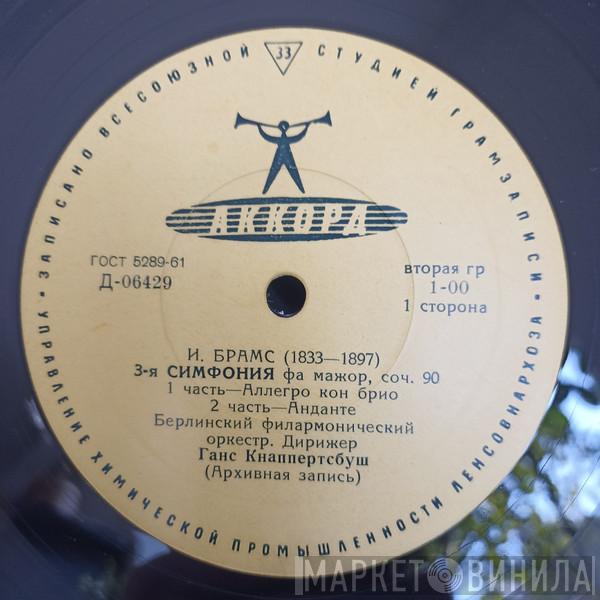 ЗАПИСАНО ВСЕСОЮЗНОЙ СТУДИЕЙ ГРАМЗАПИСИ
33
АККОРД
ГОСТ 5289-61
Д-06429
вторая гр
1-00
1 сторона
И. БРАМС (1833—1897)
3-я СИМФОНИЯ фа мажор, соч. 90
1 часть—Аллегро кон брио
2 часть—Анданте
Берлинский филармонический
оркестр. Дирижер
Ганс Кнаппертсбуш
(Архивная запись)
УПРАВЛЕНИЕ ХИМИЧЕСКОЙ ПРОМЫШЛЕННОСТИ ЛЕНСОВНАРХОЗА
МАРКЕТ ВИНИЛА